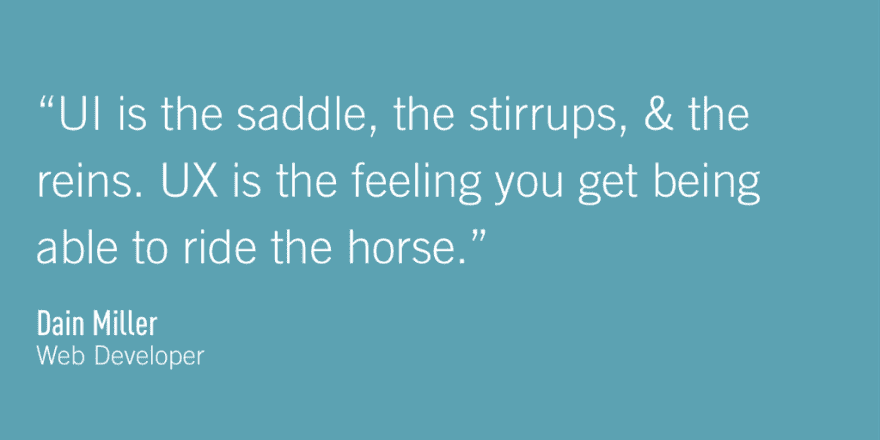 “UI is the saddle, the stirrups, & the
reins. UX is the feeling you get being
able to ride the horse.”
Dain Miller
Web Developer